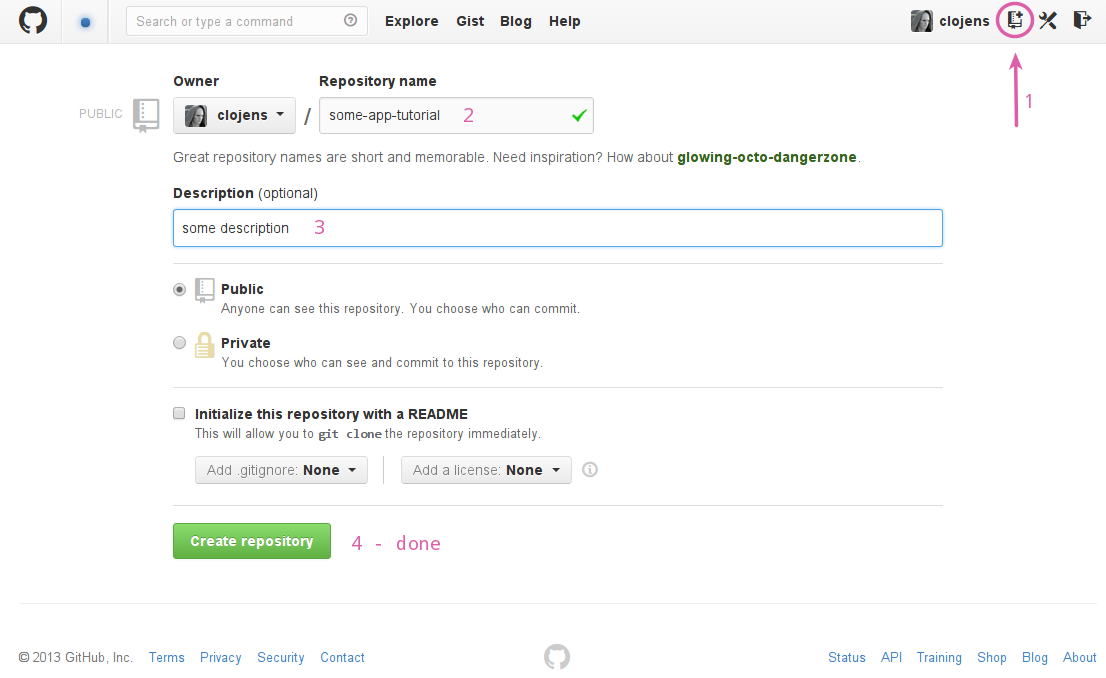 Search or type a command Explore Gist Blog Help clojens
1
Owner Repository name
PUBLIC clojens / some-app-tutorial 2
Great repository names are short and memorable. Need inspiration? How about glowing-octo-dangerzone.
Description (optional)
some description 3
Public
Anyone can see this repository. You choose who can commit.
Private
You choose who can see and commit to this repository.
Initialize this repository with a README
This will allow you to git clone the repository immediately.
Add .gitignore: None Add a license: None
Create repository 4 - done
© 2013 GitHub, Inc. Terms Privacy Security Contact Status API Training Shop Blog About